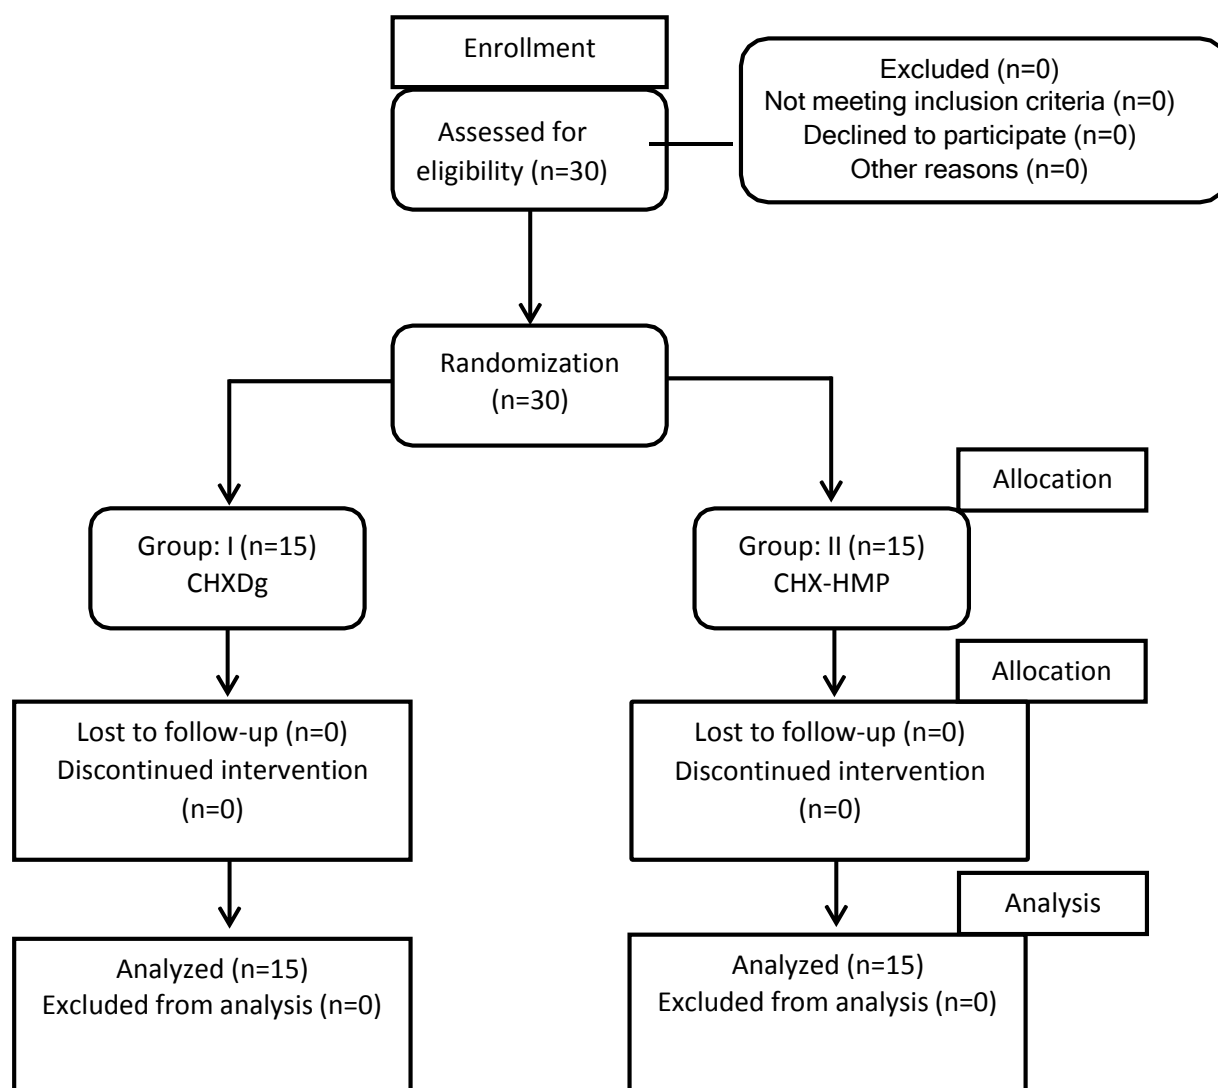 Enrollment
Excluded (n=0)
Not meeting inclusion criteria (n=0)
Declined to participate (n=0)
Other reasons (n=0)
Assessed for
eligibility (n=30)
Randomization
(n=30)
Allocation
Group: I (n=15)
CHXDg
Group: II (n=15)
CHX-HMP
Allocation
Lost to follow-up (n=0)
Discontinued intervention
(n=0)
Lost to follow-up (n=0)
Discontinued intervention
(n=0)
Analysis
Analyzed (n=15)
Excluded from analysis (n=0)
Analyzed (n=15)
Excluded from analysis (n=0)